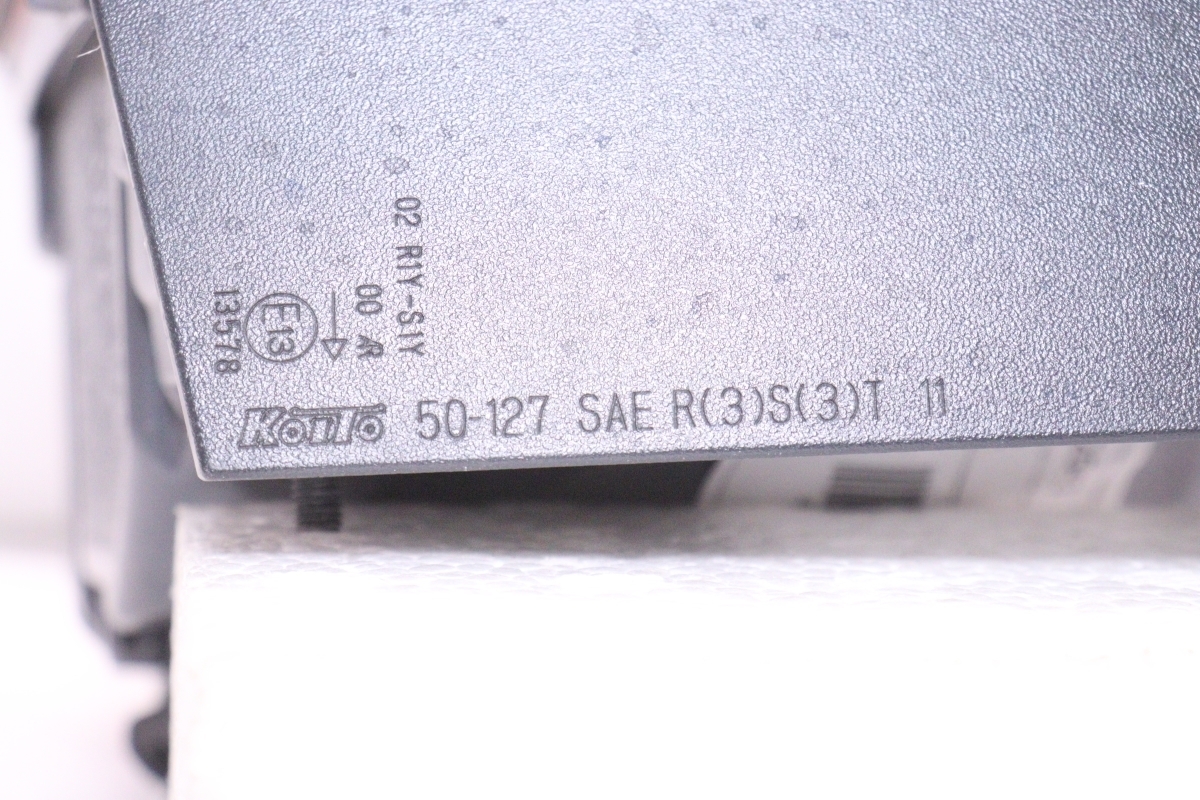 02 R1Y-S1Y
00 AR
E13
13578
KOITO 50-127 SAE R(3)S(3)T 11